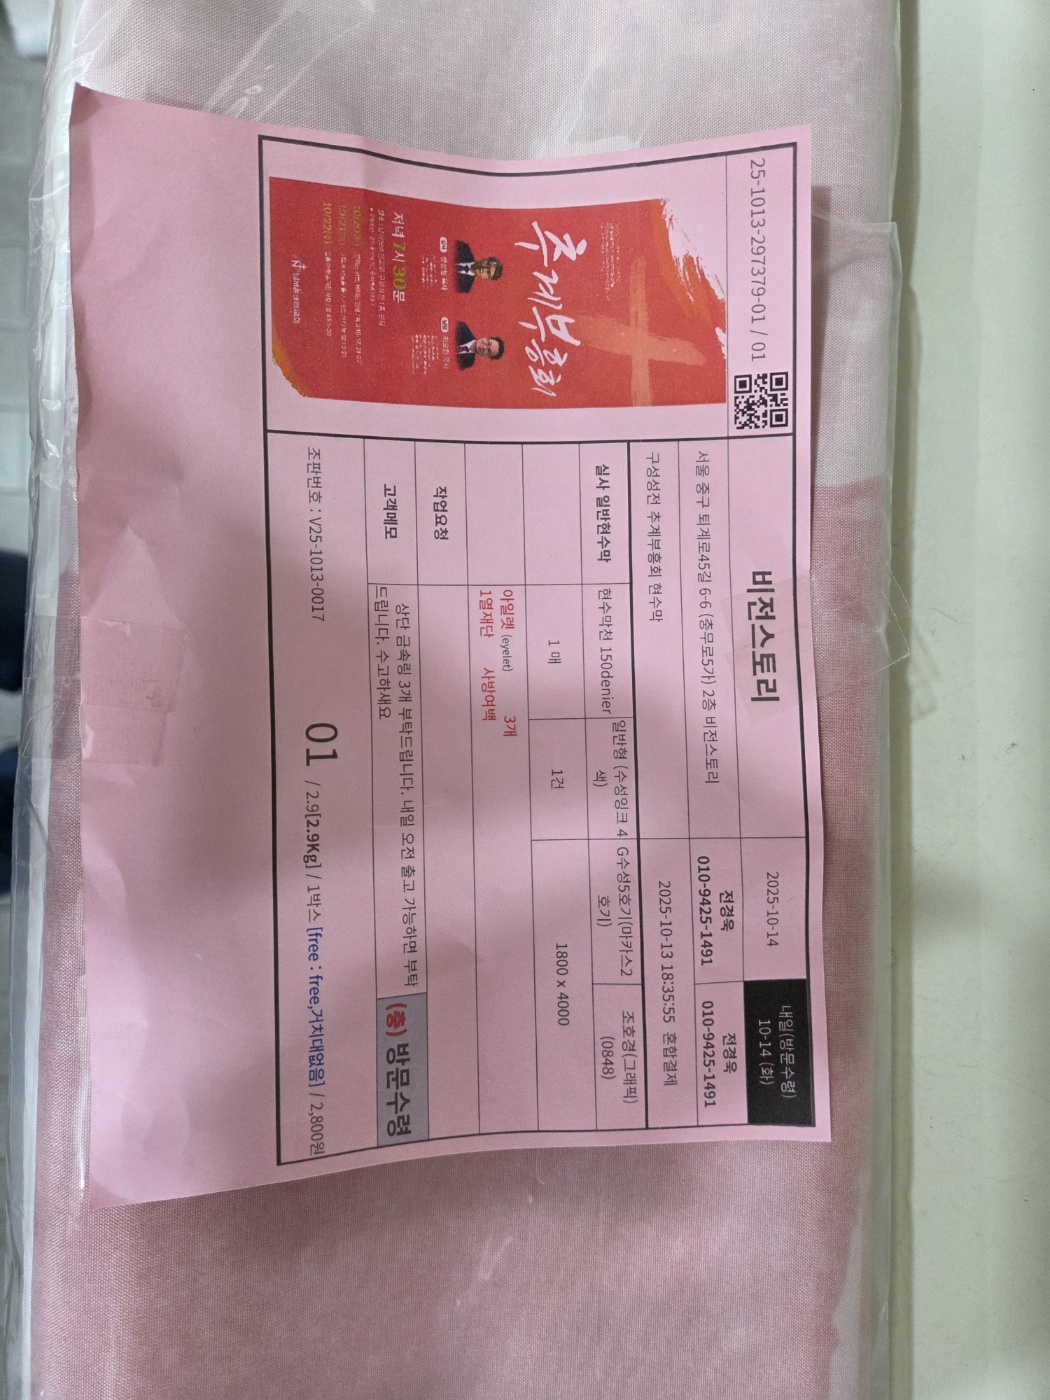 25-1013-297379-01 / 01
비전스토리
2025-10-14
내일(방문수령)
10-14 (화)
서울 중구 퇴계로45길 6-6 (충무로5가) 2층 비전스토리
전경욱
010-9425-1491
전경욱
010-9425-1491
구성성전 추계부흥회 현수막
2025-10-13 18:35:55 혼합결제
실사 일반현수막
현수막천 150denier
일반형 (수성잉크 4
색)
G수성5호기(마카스2
호기)
조호경(그래픽)
(0848)
1 매
1건
1800 x 4000
아일렛 (eyelet) 3개
1열재단 사방여백
작업요청
고객메모
상단 금속링 3개 부탁드립니다. 내일 오전 출고 가능하면 부탁
드립니다. 수고하세요
(충) 방문수령
조판번호 : V25-1013-0017
01 / 2.9[2.9Kg] / 1박스 [free : free,거치대없음] / 2,800원
추계부흥회
저녁 7시 30분